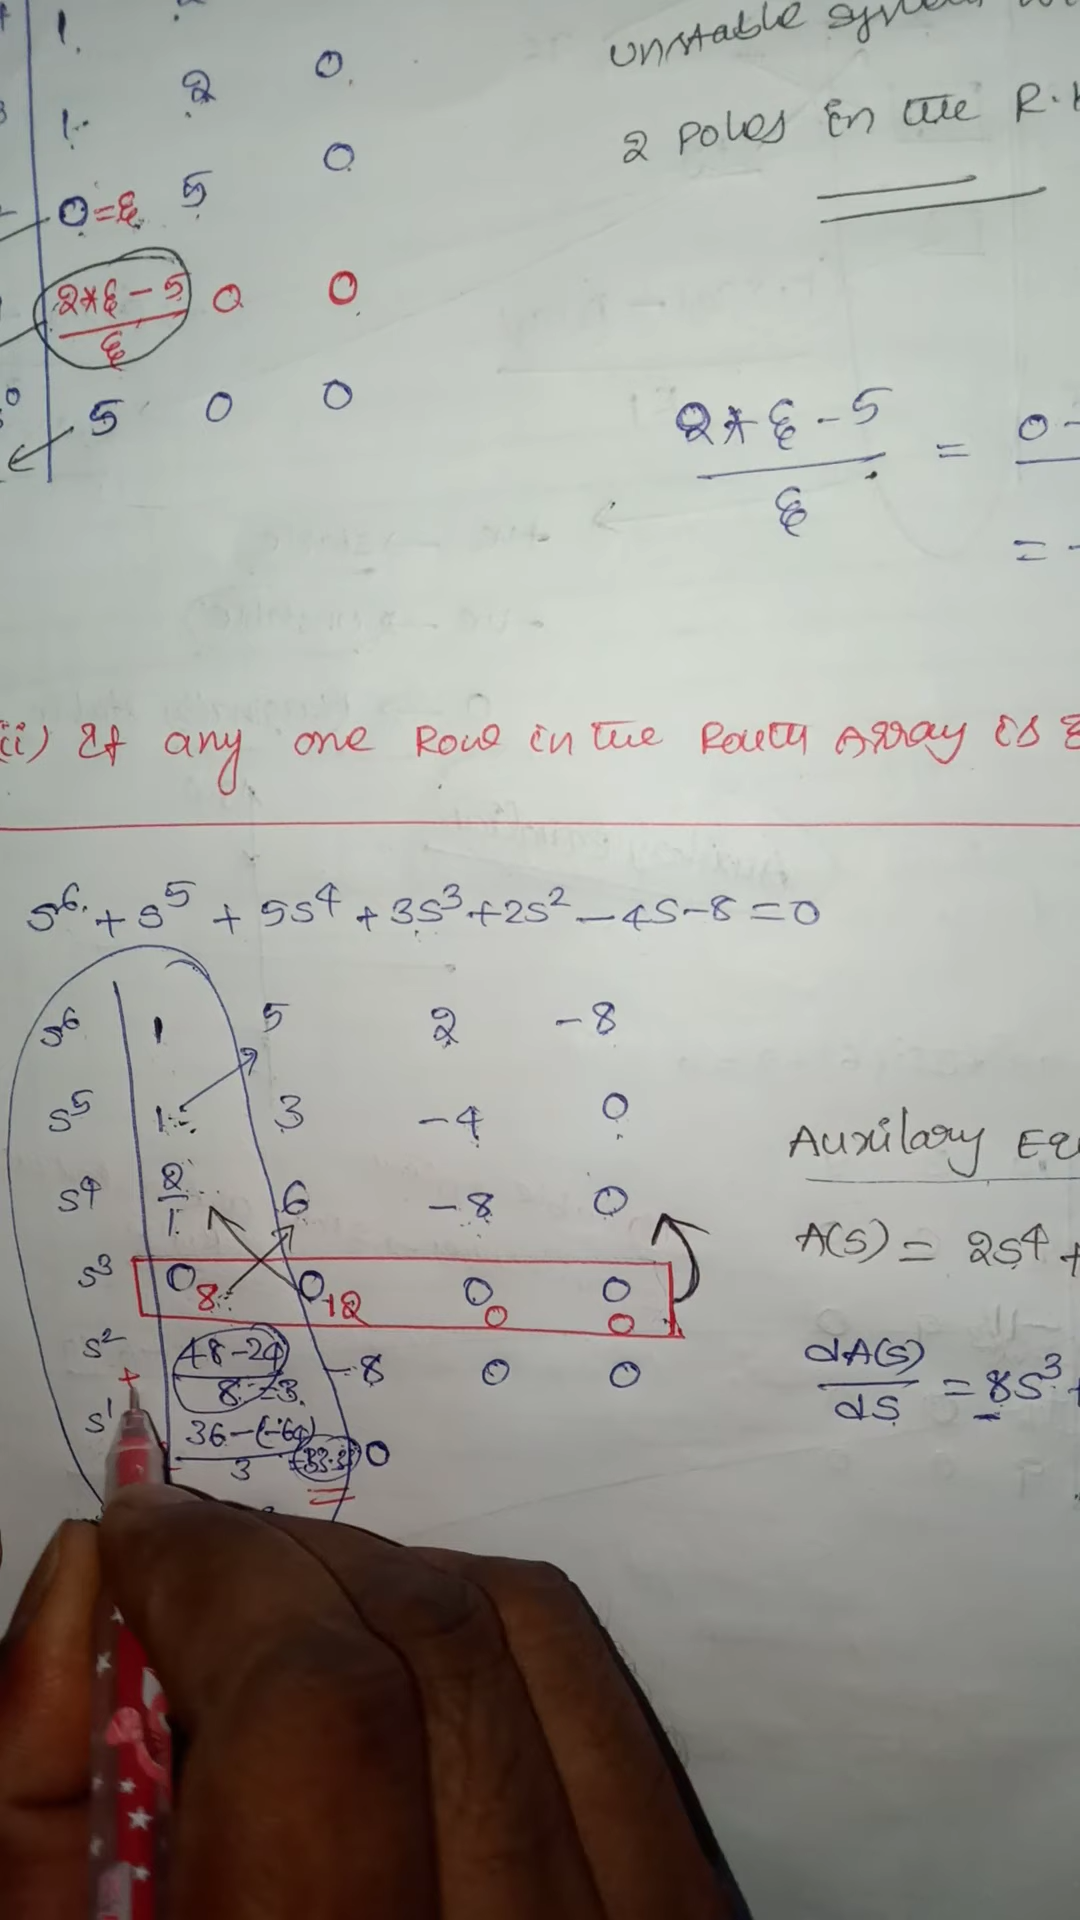 1
unstable system
2 0
1 2 Poles in the R.H
0
0=ε 5
2*ε-5 0 0
ε
5 0 0
2*ε-5 = 0-
ε
= -
ii) If any one Row in the Routh Array is
s⁶+s⁵+5s⁴+3s³+2s²-4s-8=0
s⁶ 1 5 2 -8
s⁵ 1 3 -4 0
Auxilary Eq
s⁴ 2/1 6 -8 0
A(s) = 2s⁴+
s³ 0 8 0 12 0 0 0 0
s² 48-24/8=3 -8 0 0
dA(s)/ds = 8s³+
s¹ 36-(-64)/3 =33.3 0